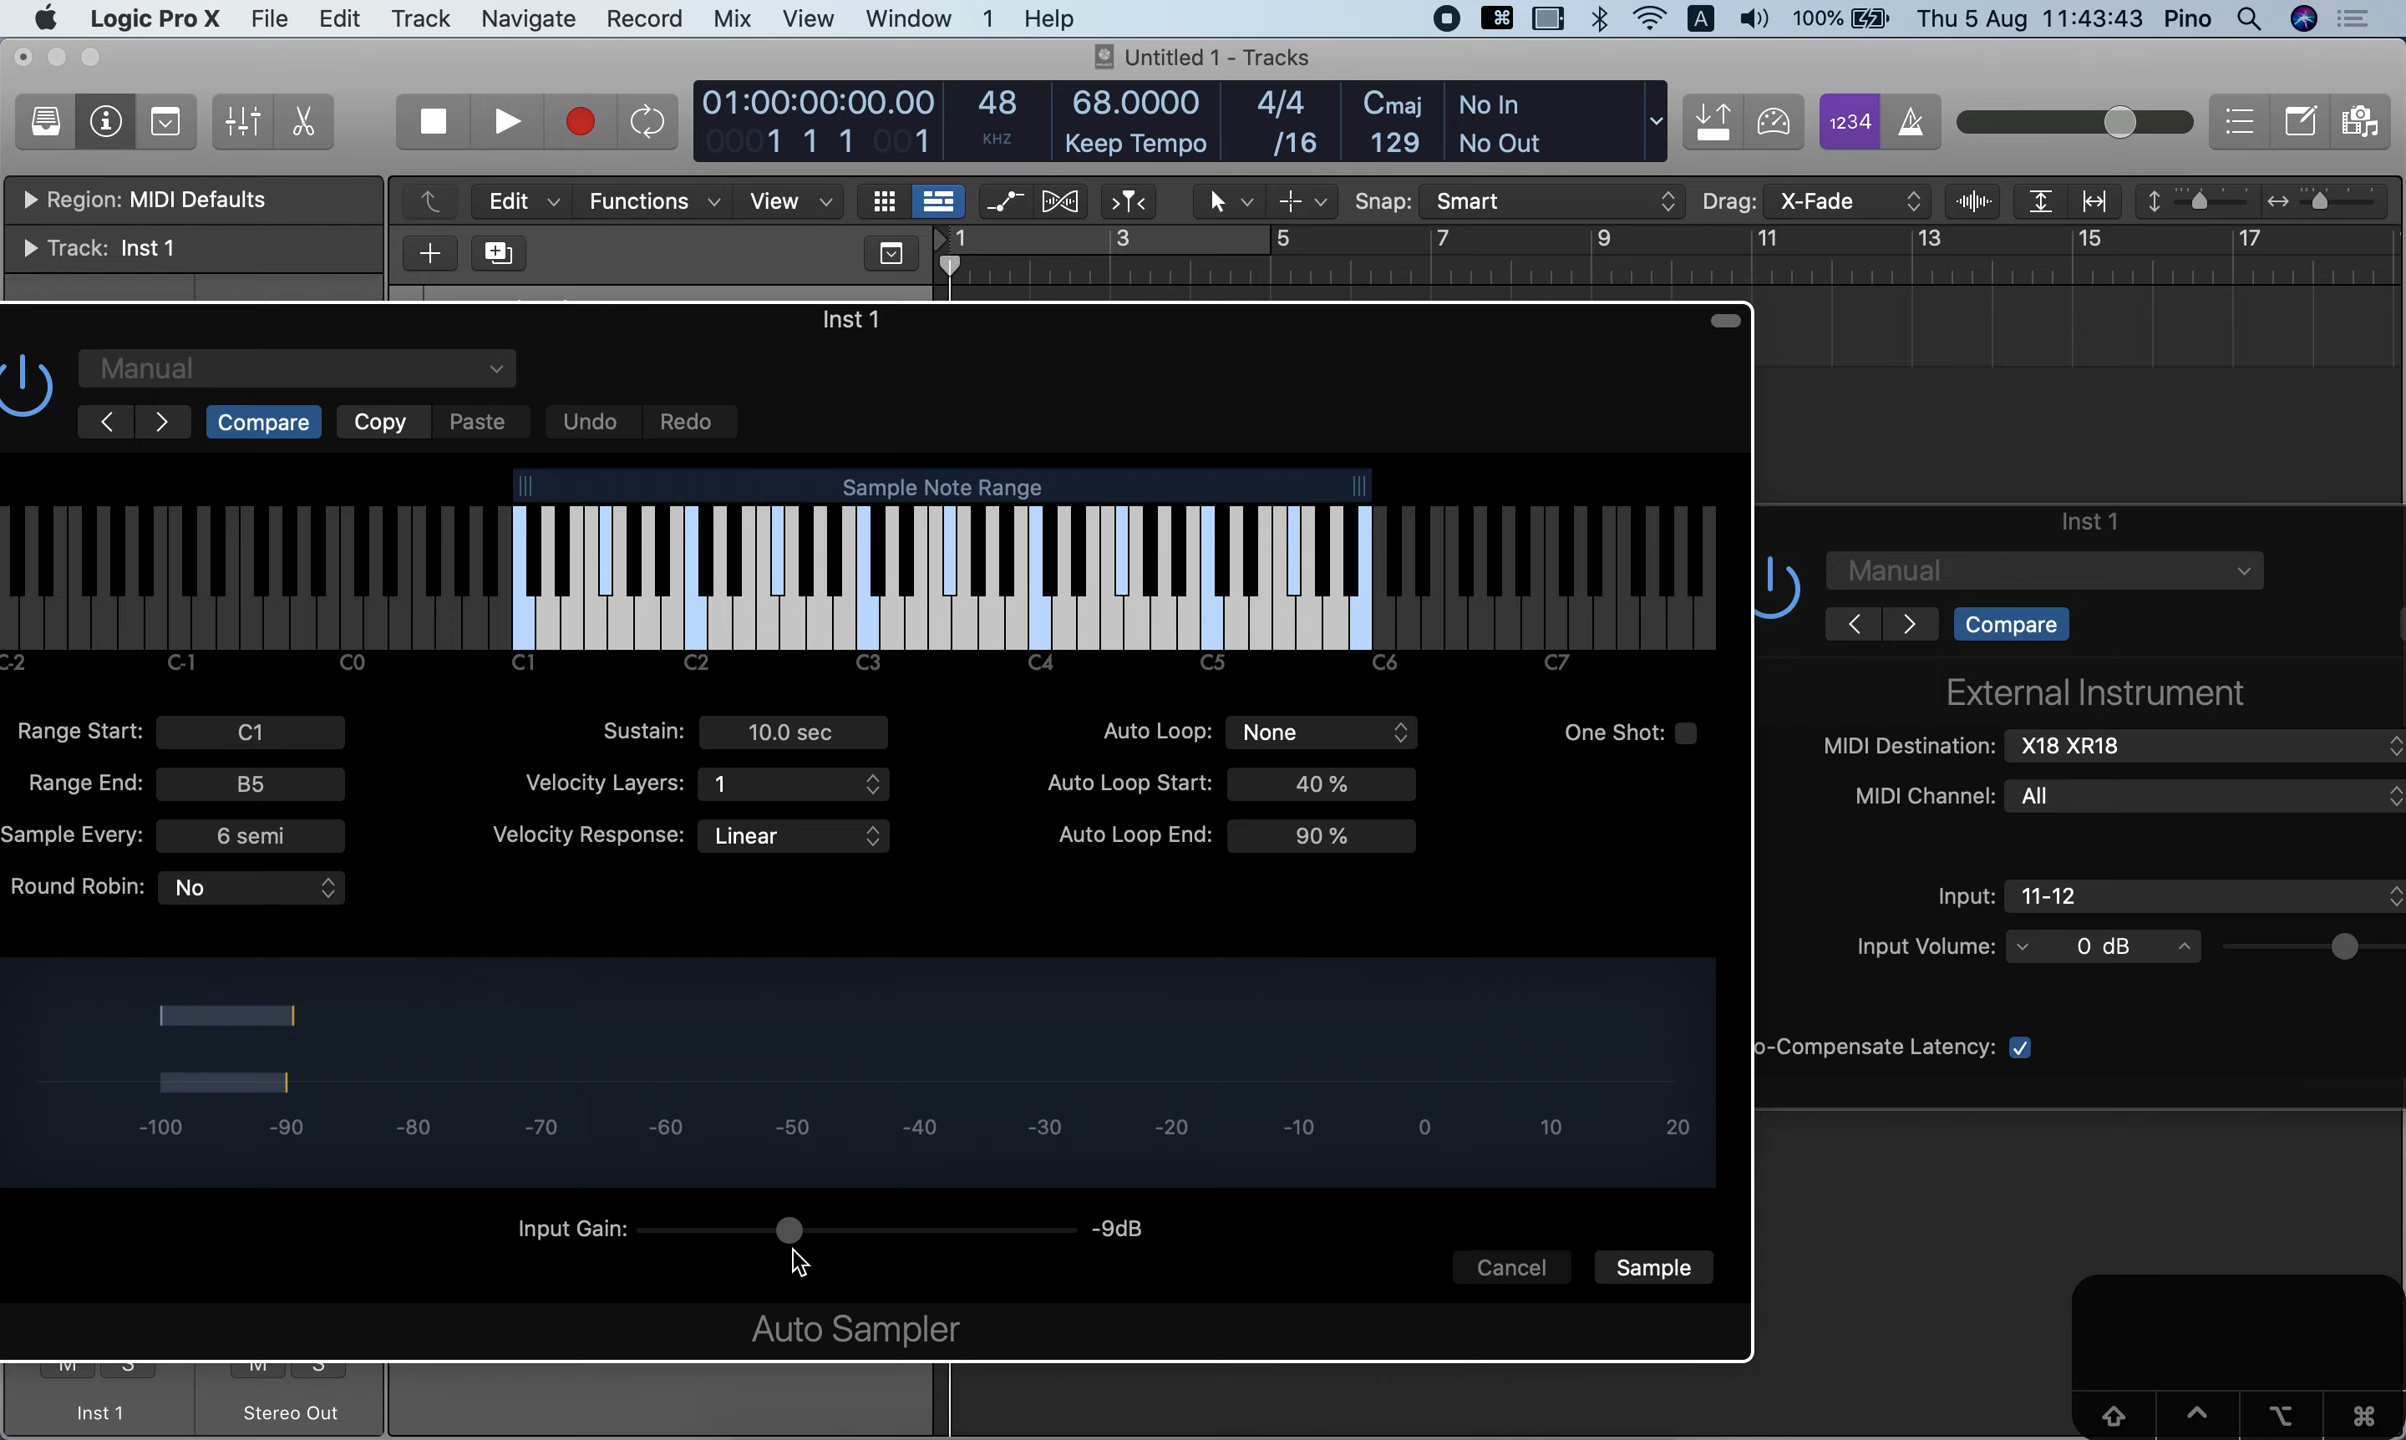 Logic Pro X File Edit Track Navigate Record Mix View Window 1 Help A 100% Thu 5 Aug 11:43:43 Pino
Untitled 1 - Tracks
01:00:00:00.00 48 68.0000 4/4 Cmaj No In
0001 1 1 001 KHZ Keep Tempo /16 129 No Out
1234
Region: MIDI Defaults
Edit Functions View Snap: Smart Drag: X-Fade
Track: Inst 1
1 3 5 7 9 11 13 15 17
Inst 1
Manual
Compare Copy Paste Undo Redo
Sample Note Range
C-2 C-1 C0 C1 C2 C3 C4 C5 C6 C7
Range Start: C1 Sustain: 10.0 sec Auto Loop: None One Shot:
Range End: B5 Velocity Layers: 1 Auto Loop Start: 40 %
Sample Every: 6 semi Velocity Response: Linear Auto Loop End: 90 %
Round Robin: No
-100 -90 -80 -70 -60 -50 -40 -30 -20 -10 0 10 20
Input Gain: -9dB
Cancel Sample
Auto Sampler
Inst 1
Manual
Compare
External Instrument
MIDI Destination: X18 XR18
MIDI Channel: All
Input: 11-12
Input Volume: 0 dB
o-Compensate Latency:
M S M S
Inst 1 Stereo Out